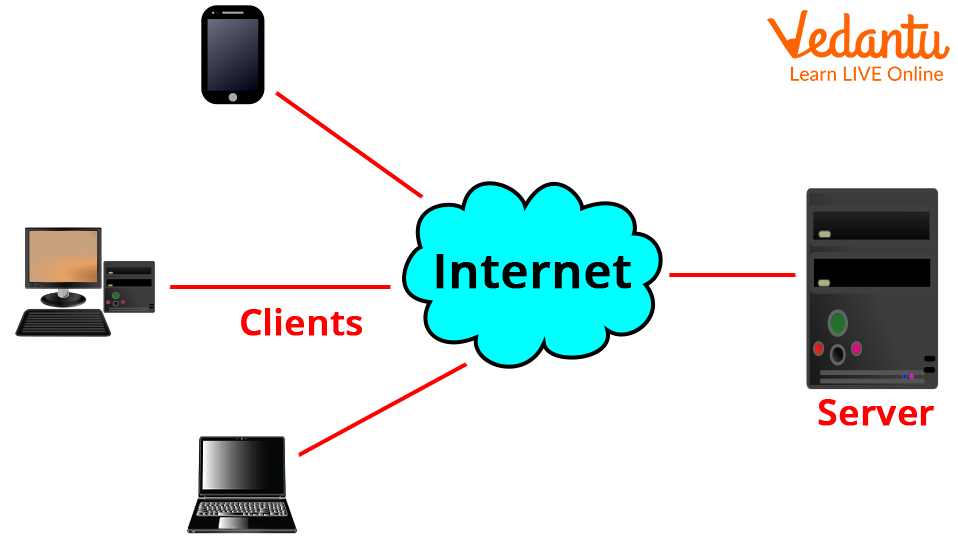 Vedantu
Learn LIVE Online
Internet
Clients
Server